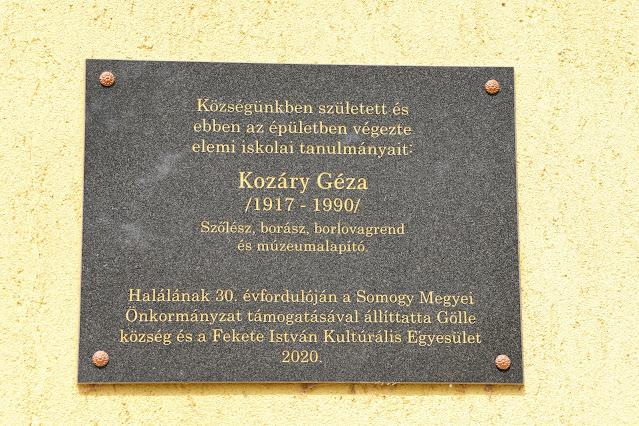 Községünkben született és
ebben az épületben végezte
elemi iskolai tanulmányait:
Kozáry Géza
/1917 - 1990/
Szőlész, borász, borlovagrend
és múzeumalapító.
Halálának 30. évfordulóján a Somogy Megyei
Önkormányzat támogatásával állíttatta Gölle
község és a Fekete István Kultúrális Egyesület
2020.